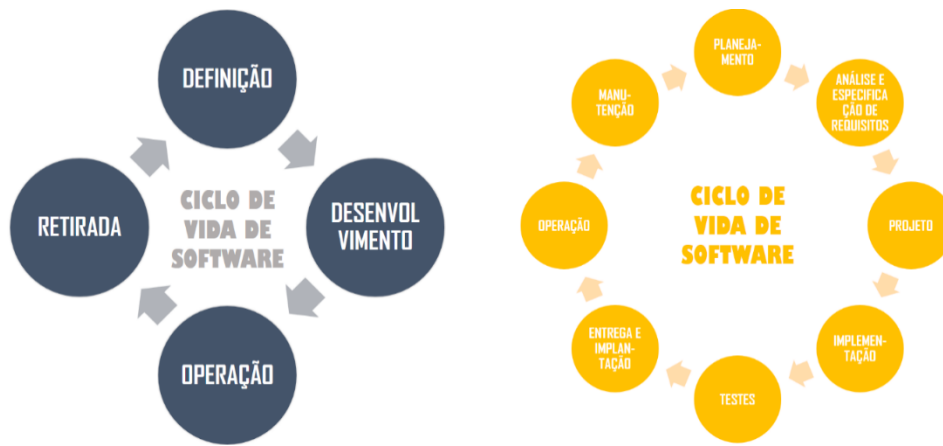 DEFINIÇÃO
DESENVOL
VIMENTO
OPERAÇÃO
RETIRADA
CICLO DE
VIDA DE
SOFTWARE
PLANEJA-
MENTO
ANÁLISE E
ESPECIFICA
ÇÃO DE
REQUISITOS
PROJETO
IMPLEMEN-
TAÇÃO
TESTES
ENTREGA E
IMPLAN-
TAÇÃO
OPERAÇÃO
MANU-
TENÇÃO
CICLO DE
VIDA DE
SOFTWARE